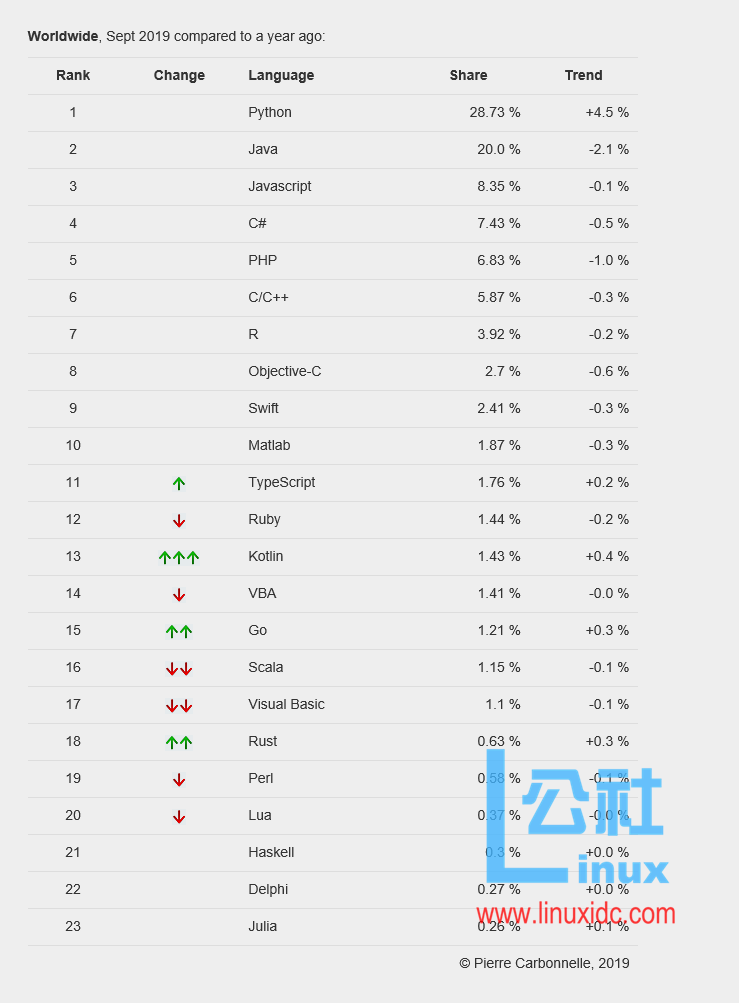 Worldwide, Sept 2019 compared to a year ago:
Rank Change Language Share Trend
1 Python 28.73 % +4.5 %
2 Java 20.0 % -2.1 %
3 Javascript 8.35 % -0.1 %
4 C# 7.43 % -0.5 %
5 PHP 6.83 % -1.0 %
6 C/C++ 5.87 % -0.3 %
7 R 3.92 % -0.2 %
8 Objective-C 2.7 % -0.6 %
9 Swift 2.41 % -0.3 %
10 Matlab 1.87 % -0.3 %
11 ↑ TypeScript 1.76 % +0.2 %
12 ↓ Ruby 1.44 % -0.2 %
13 ↑↑↑ Kotlin 1.43 % +0.4 %
14 ↓ VBA 1.41 % -0.0 %
15 ↑↑ Go 1.21 % +0.3 %
16 ↓↓ Scala 1.15 % -0.1 %
17 ↓↓ Visual Basic 1.1 % -0.1 %
18 ↑↑ Rust 0.63 % +0.3 %
19 ↓ Perl 0.58 % -0.1 %
20 ↓ Lua 0.37 % -0.0 %
21 Haskell 0.3 % +0.0 %
22 Delphi 0.27 % +0.0 %
23 Julia 0.26 % +0.1 %
公社
Linux
www.linuxidc.com
© Pierre Carbonnelle, 2019